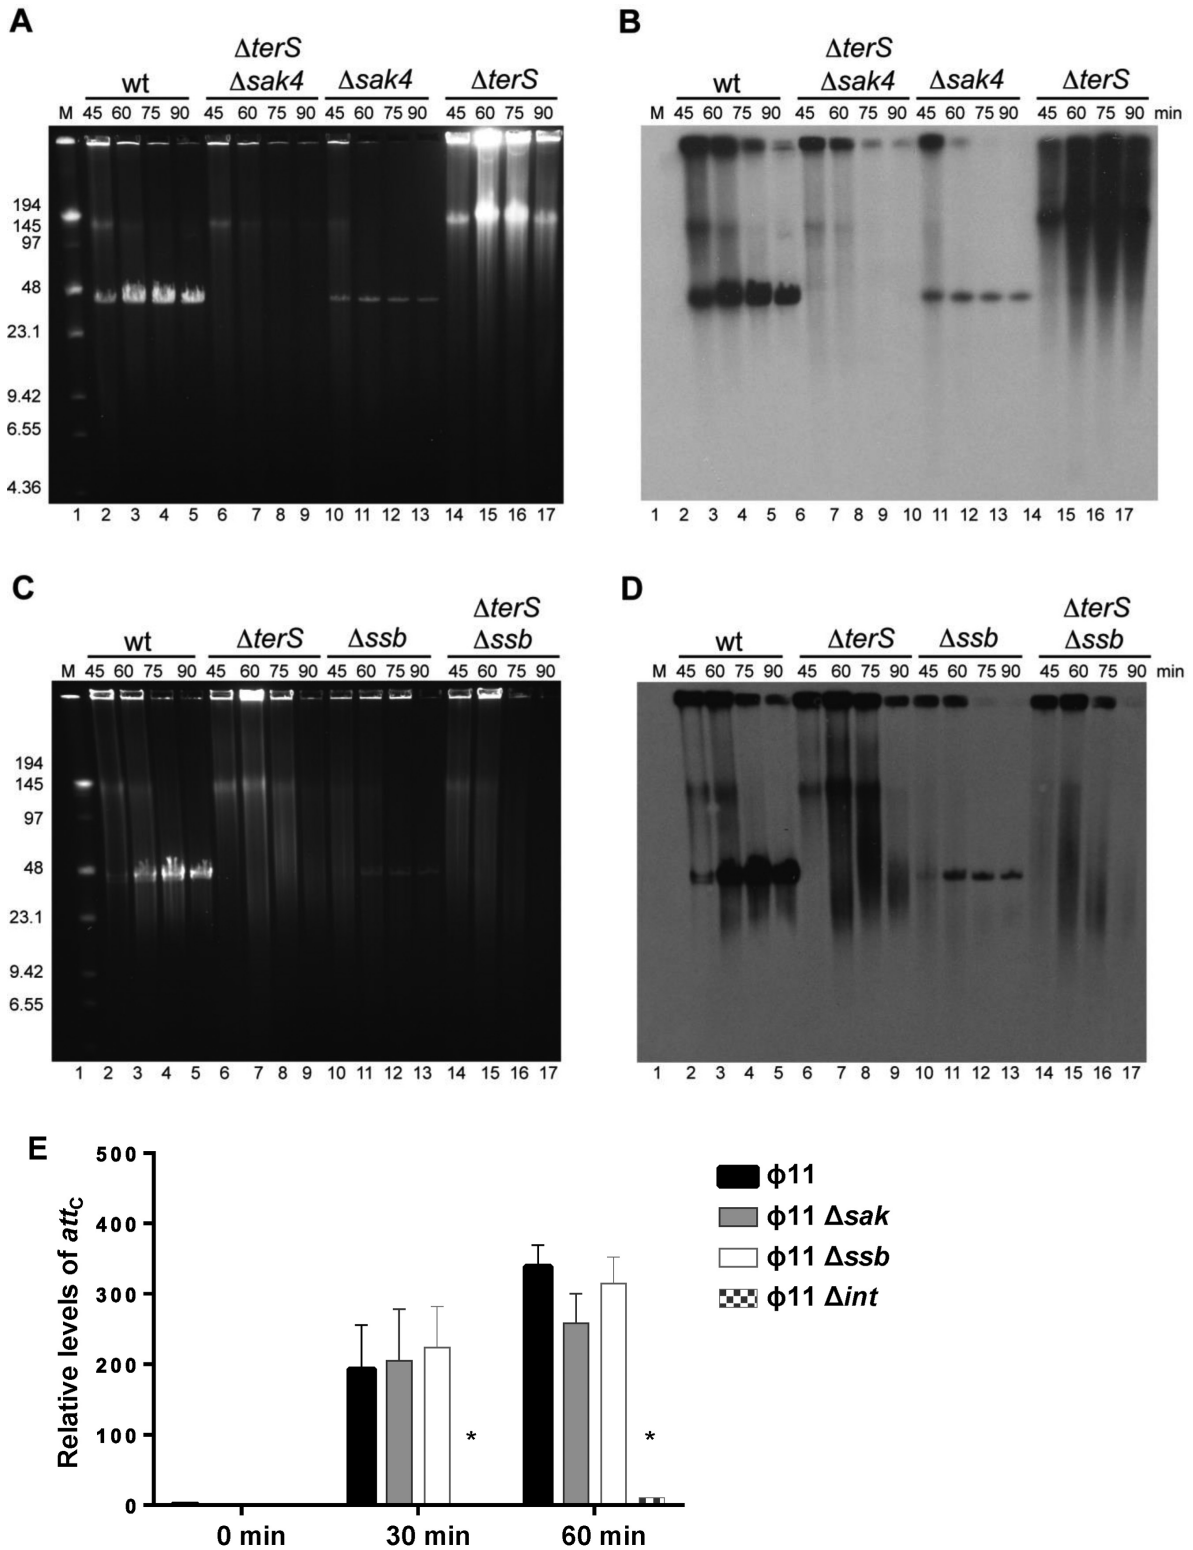 A
ΔterS
wt Δsak4 Δsak4 ΔterS
M 45 60 75 90 45 60 75 90 45 60 75 90 45 60 75 90
194
145
97
48
23.1
9.42
6.55
4.36
1 2 3 4 5 6 7 8 9 10 11 12 13 14 15 16 17
B
ΔterS
wt Δsak4 Δsak4 ΔterS
M 45 60 75 90 45 60 75 90 45 60 75 90 45 60 75 90 min
1 2 3 4 5 6 7 8 9 10 11 12 13 14 15 16 17
C
ΔterS
wt ΔterS Δssb Δssb
M 45 60 75 90 45 60 75 90 45 60 75 90 45 60 75 90
194
145
97
48
23.1
9.42
6.55
1 2 3 4 5 6 7 8 9 10 11 12 13 14 15 16 17
D
ΔterS
wt ΔterS Δssb Δssb
M 45 60 75 90 45 60 75 90 45 60 75 90 45 60 75 90 min
1 2 3 4 5 6 7 8 9 10 11 12 13 14 15 16 17
E
Relative levels of attC
500
400
300
200
100
0
* *
0 min 30 min 60 min
ϕ11
ϕ11 Δsak
ϕ11 Δssb
ϕ11 Δint